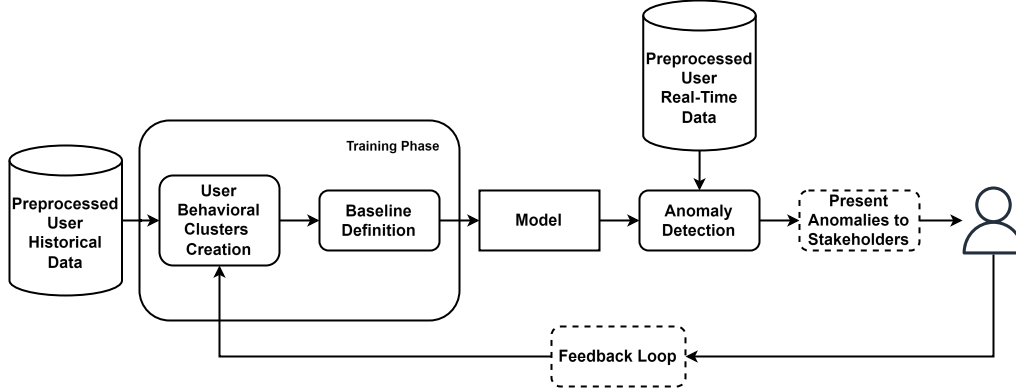 Preprocessed
User
Real-Time
Data
Training Phase
Preprocessed
User
Historical
Data
User
Behavioral
Clusters
Creation
Baseline
Definition
Model
Anomaly
Detection
Present
Anomalies to
Stakeholders
Feedback Loop